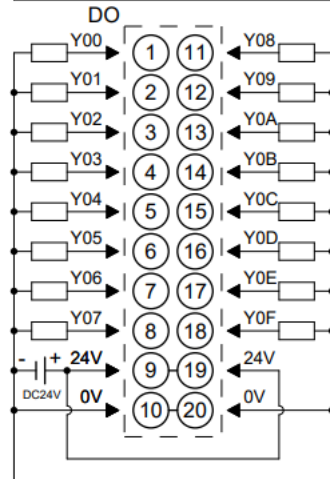 DO
Y00 1 11 Y08
Y01 2 12 Y09
Y02 3 13 Y0A
Y03 4 14 Y0B
Y04 5 15 Y0C
Y05 6 16 Y0D
Y06 7 17 Y0E
Y07 8 18 Y0F
- + 24V 9 19 24V
DC24V
0V 10 20 0V